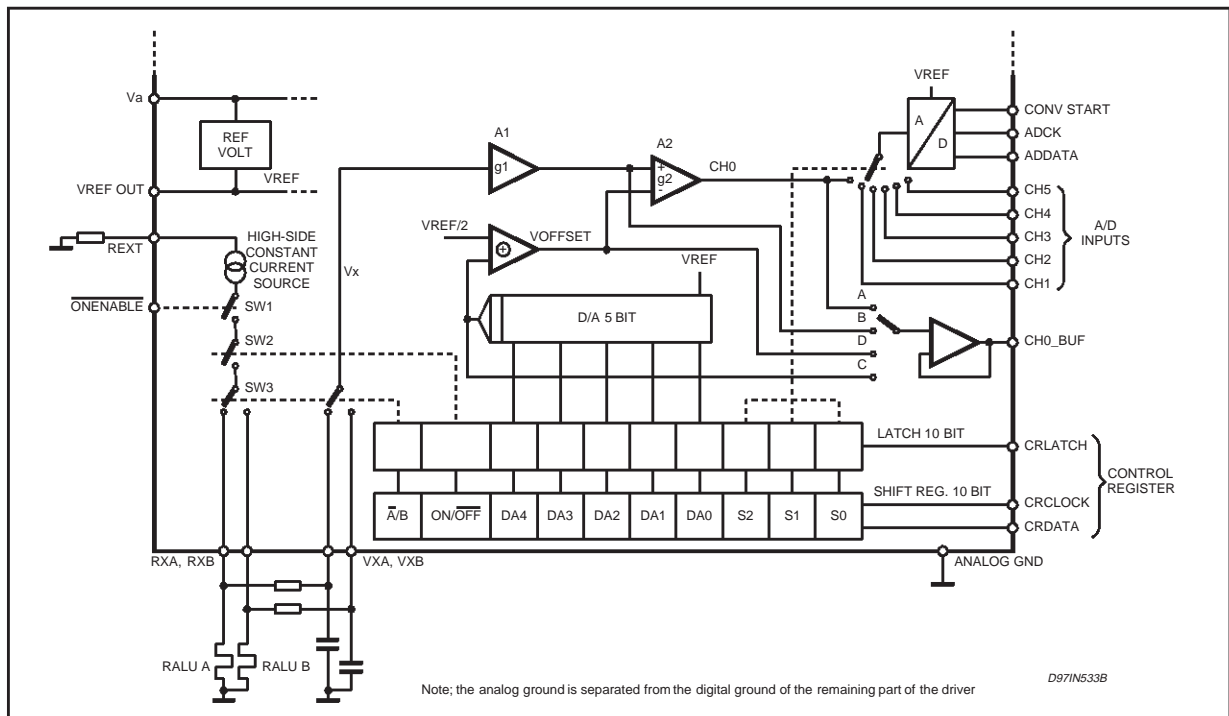 Va
REF
VOLT
VREF
VREF OUT
REXT
HIGH-SIDE
CONSTANT
CURRENT
SOURCE
ONENABLE
SW1
SW2
SW3
Vx
A1
g1
A2
+
g2
-
CH0
VREF/2
VOFFSET
VREF
D/A 5 BIT
VREF
A
D
CONV START
ADCK
ADDATA
CH5
CH4
CH3
CH2
CH1
A/D
INPUTS
A
B
D
C
CH0_BUF
LATCH 10 BIT
CRLATCH
SHIFT REG. 10 BIT
CRCLOCK
CRDATA
CONTROL
REGISTER
A/B ON/OFF DA4 DA3 DA2 DA1 DA0 S2 S1 S0
RXA, RXB
VXA, VXB
ANALOG GND
RALU A
RALU B
Note; the analog ground is separated from the digital ground of the remaining part of the driver
D97IN533B